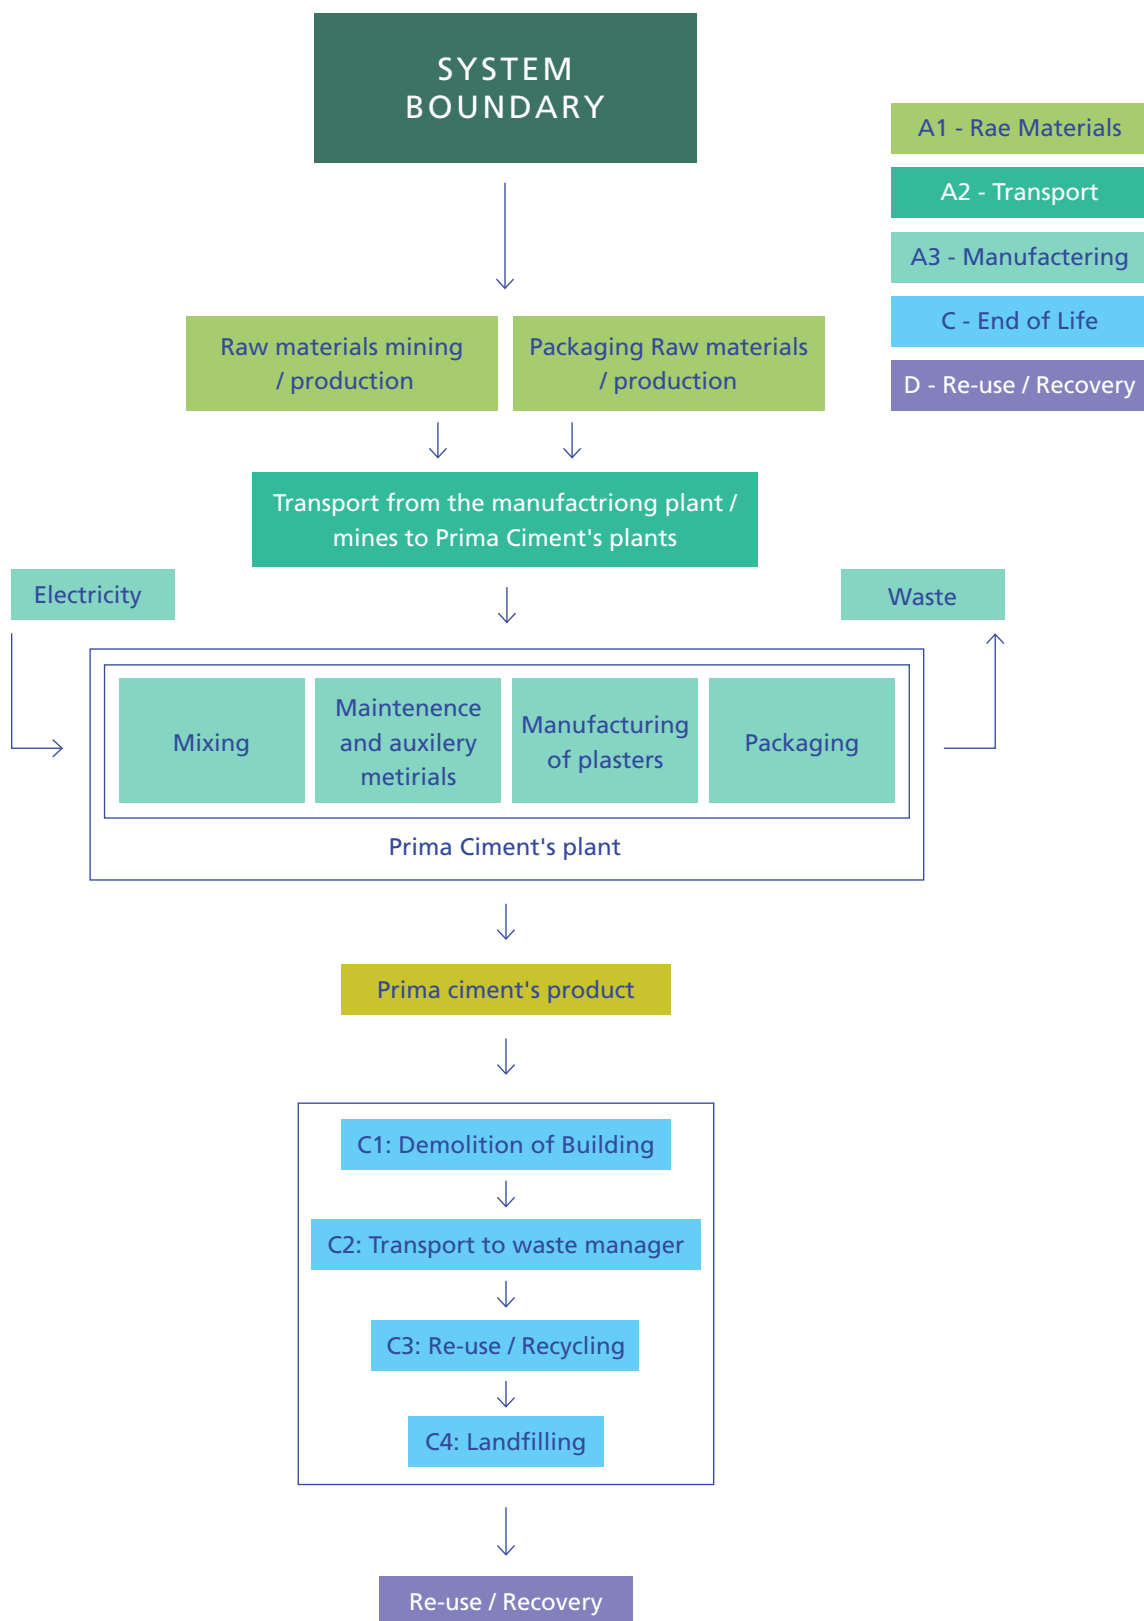 SYSTEM
BOUNDARY
A1 - Rae Materials
A2 - Transport
A3 - Manufactering
C - End of Life
D - Re-use / Recovery
Raw materials mining
/ production
Packaging Raw materials
/ production
Transport from the manufactriong plant /
mines to Prima Ciment's plants
Electricity
Waste
Mixing
Maintenence
and auxilery
metirials
Manufacturing
of plasters
Packaging
Prima Ciment's plant
Prima ciment's product
C1: Demolition of Building
C2: Transport to waste manager
C3: Re-use / Recycling
C4: Landfilling
Re-use / Recovery